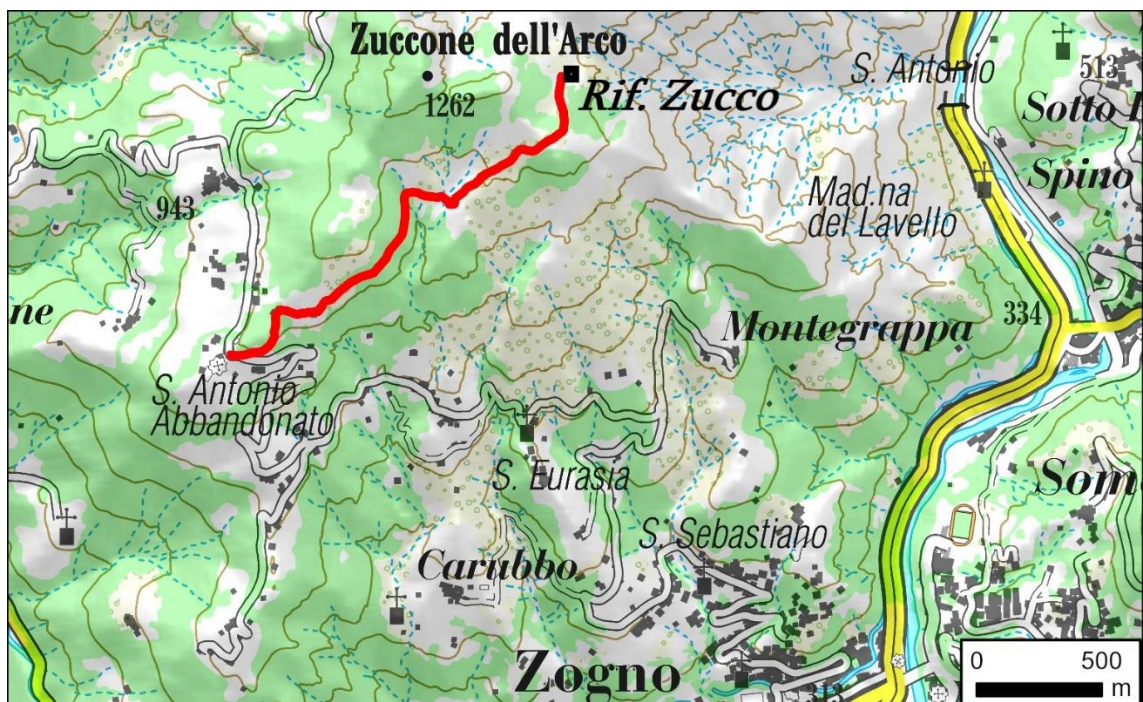 Zuccone dell'Arco
1262
Rif. Zucco
S. Antonio
513
Sotto
Spino
943
Mad.na
del Lavello
ne
Montegrappa
334
S. Antonio
Abbandonato
S. Eurasia
Som
S. Sebastiano
Carubbo
Zogno
0 500
m